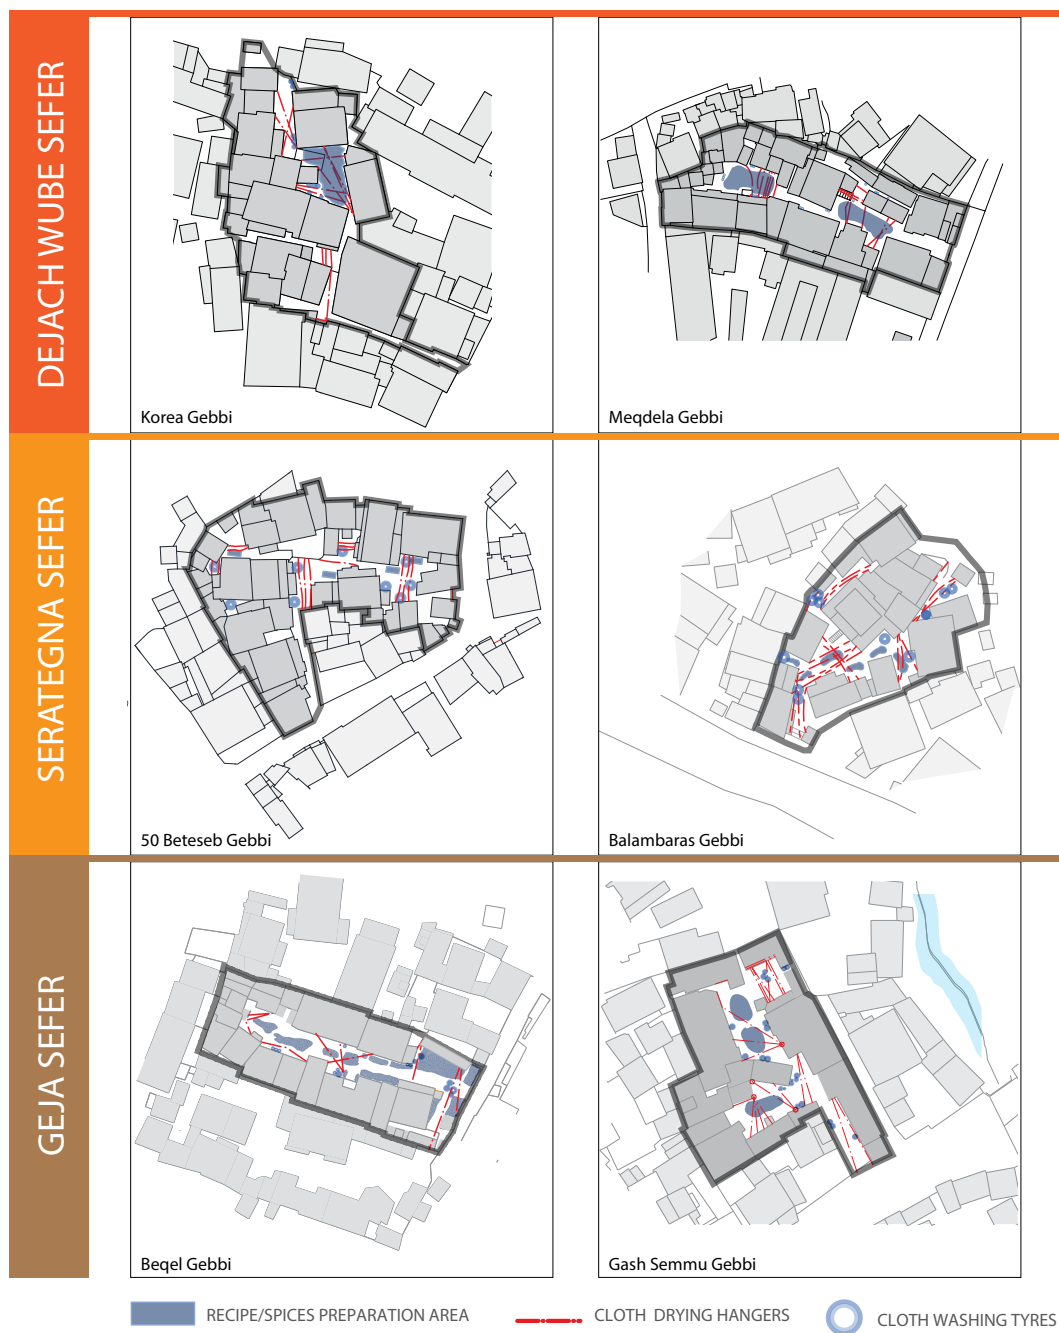 DEJACH WUBE SEFER
Korea Gebbi
Meqdela Gebbi
SERATEGNA SEFER
50 Beteseb Gebbi
Balambaras Gebbi
GEJA SEFER
Beqel Gebbi
Gash Semmu Gebbi
RECIPE/SPICES PREPARATION AREA
CLOTH DRYING HANGERS
CLOTH WASHING TYRES